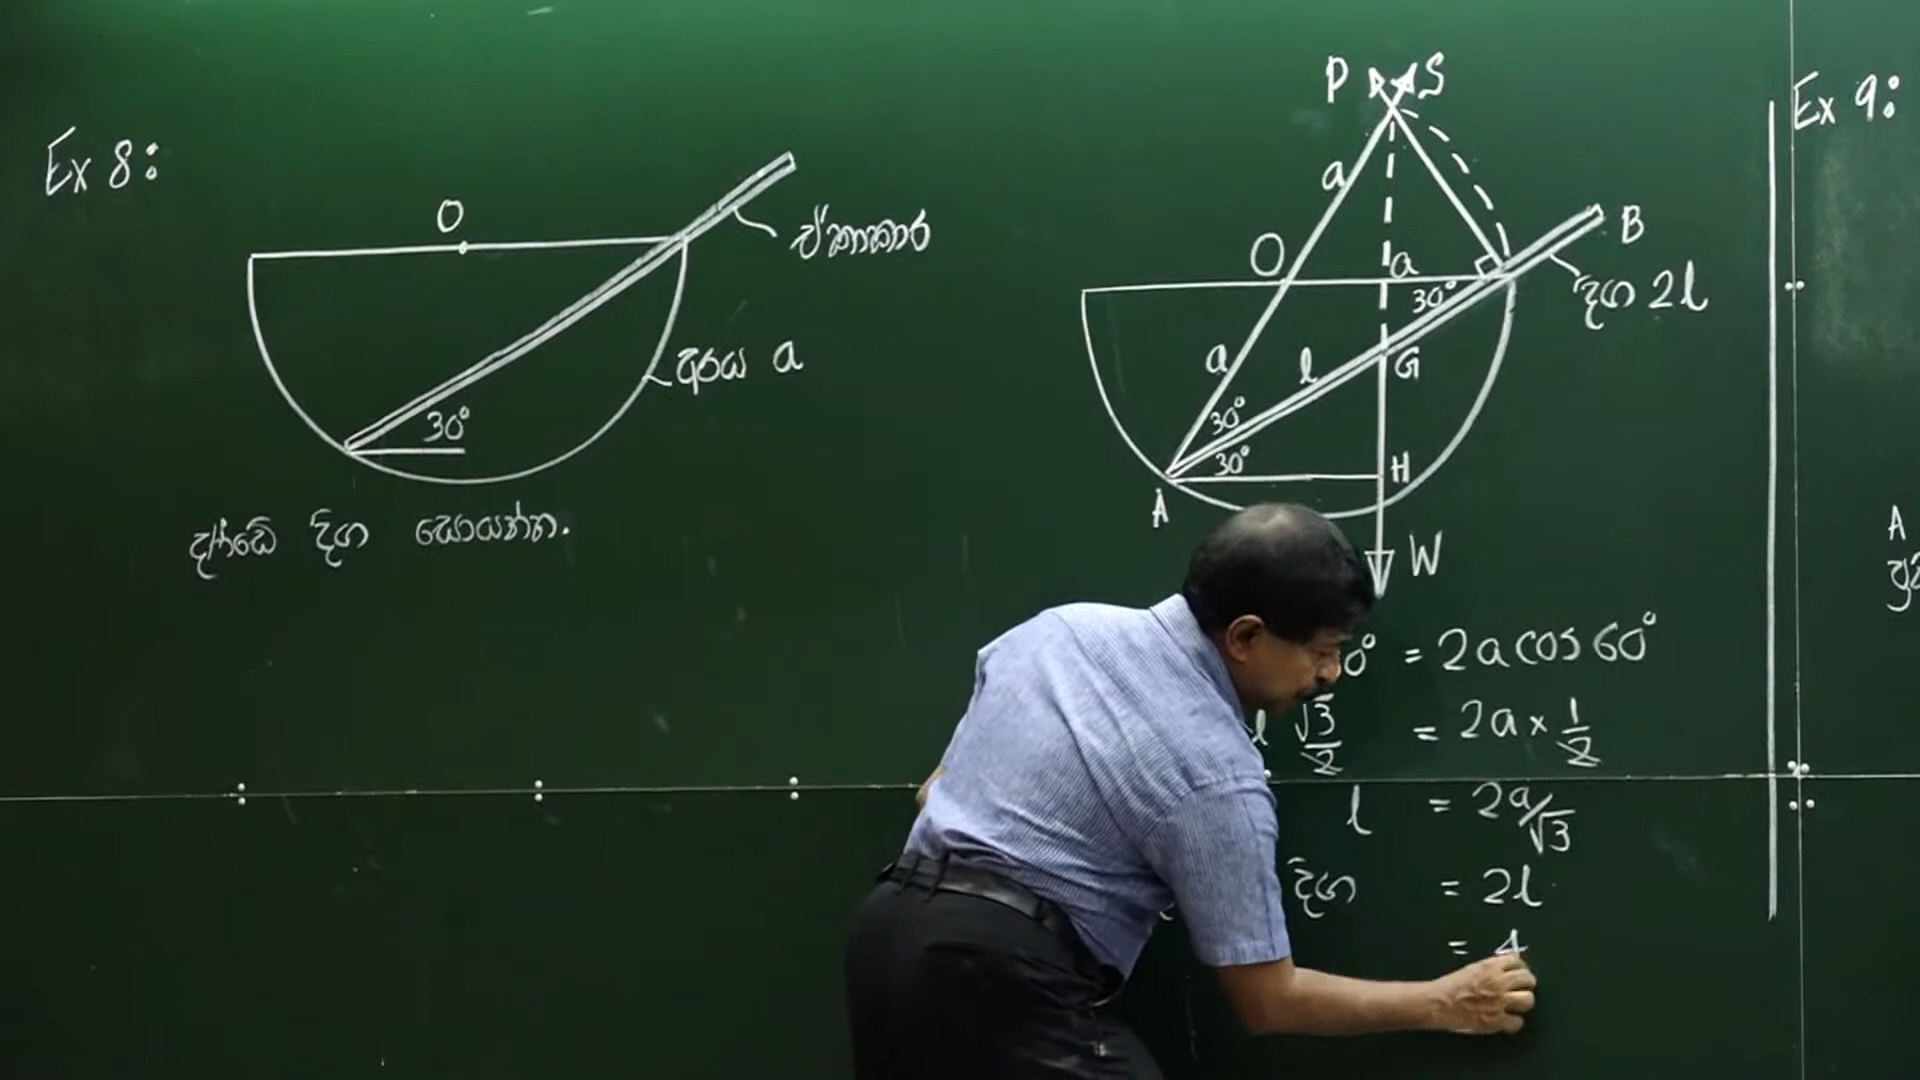 Ex 8:
O
ඒකාකාර
අරය a
30°
දණ්ඩේ දිග සොයන්න.
P S
a
O a B
30° දිග 2l
a l G
30°
30° H
A
W
0° = 2a cos 60°
l √3/2 = 2a × 1/2
l = 2a/√3
දිග = 2l
= 4
Ex 9:
A